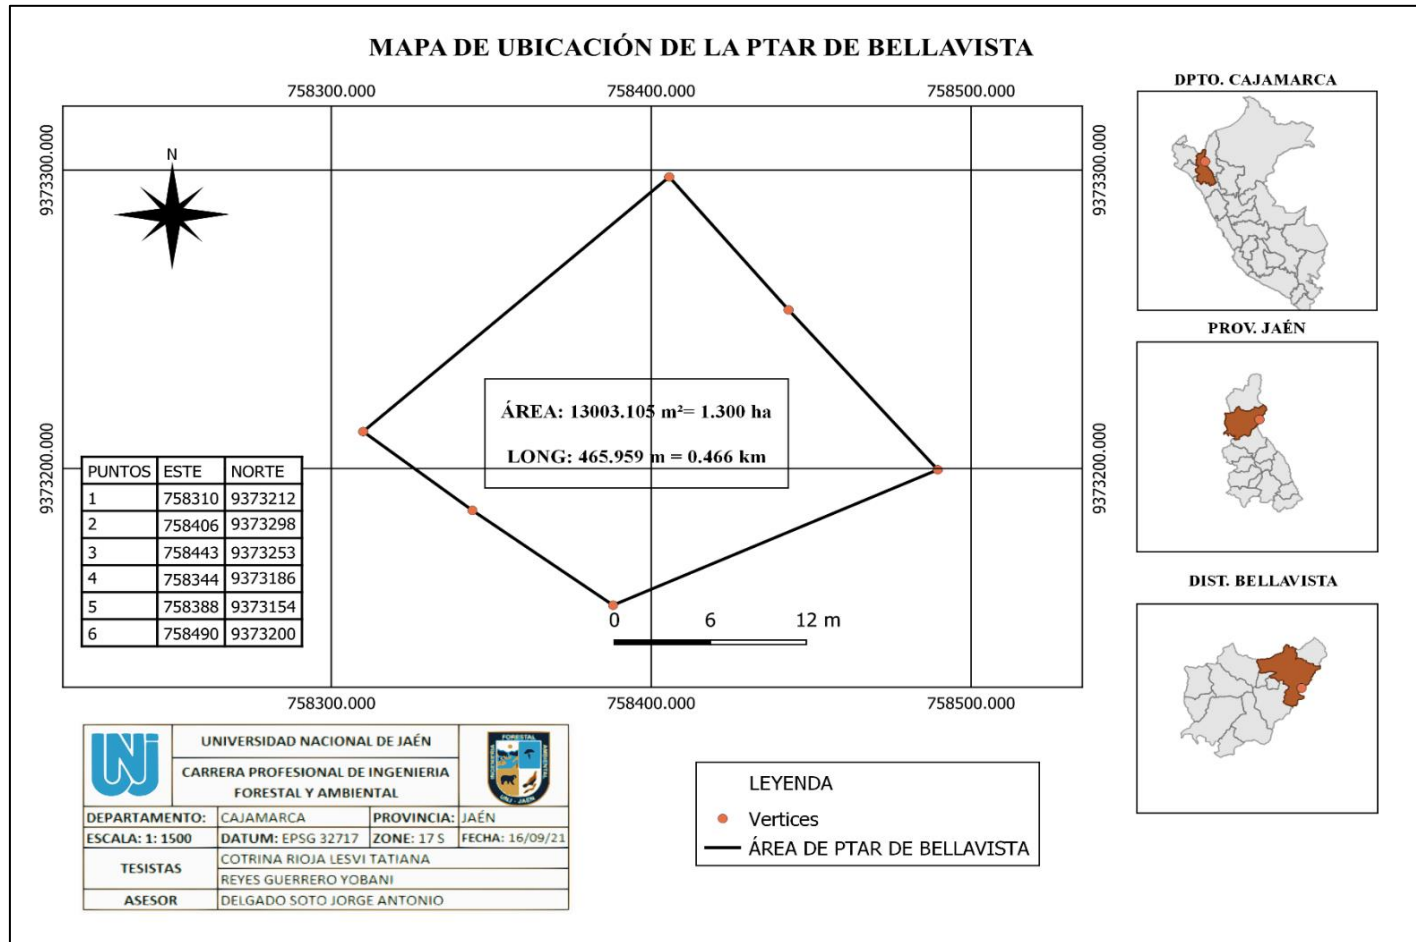 MAPA DE UBICACIÓN DE LA PTAR DE BELLAVISTA
758300.000 758400.000 758500.000
9373300.000
9373200.000
N
9373300.000
9373200.000
ÁREA: 13003.105 m²= 1.300 ha
LONG: 465.959 m = 0.466 km
PUNTOS ESTE NORTE
1 758310 9373212
2 758406 9373298
3 758443 9373253
4 758344 9373186
5 758388 9373154
6 758490 9373200
0 6 12 m
758300.000 758400.000 758500.000
DPTO. CAJAMARCA
PROV. JAÉN
DIST. BELLAVISTA
UNJ
UNIVERSIDAD NACIONAL DE JAÉN
CARRERA PROFESIONAL DE INGENIERIA
FORESTAL Y AMBIENTAL
FORESTAL
INGENIERIA
AMBIENTAL
UNJ - JAEN
DEPARTAMENTO: CAJAMARCA PROVINCIA: JAÉN
ESCALA: 1: 1500 DATUM: EPSG 32717 ZONE: 17 S FECHA: 16/09/21
TESISTAS
COTRINA RIOJA LESVI TATIANA
REYES GUERRERO YOBANI
ASESOR DELGADO SOTO JORGE ANTONIO
LEYENDA
Vertices
ÁREA DE PTAR DE BELLAVISTA